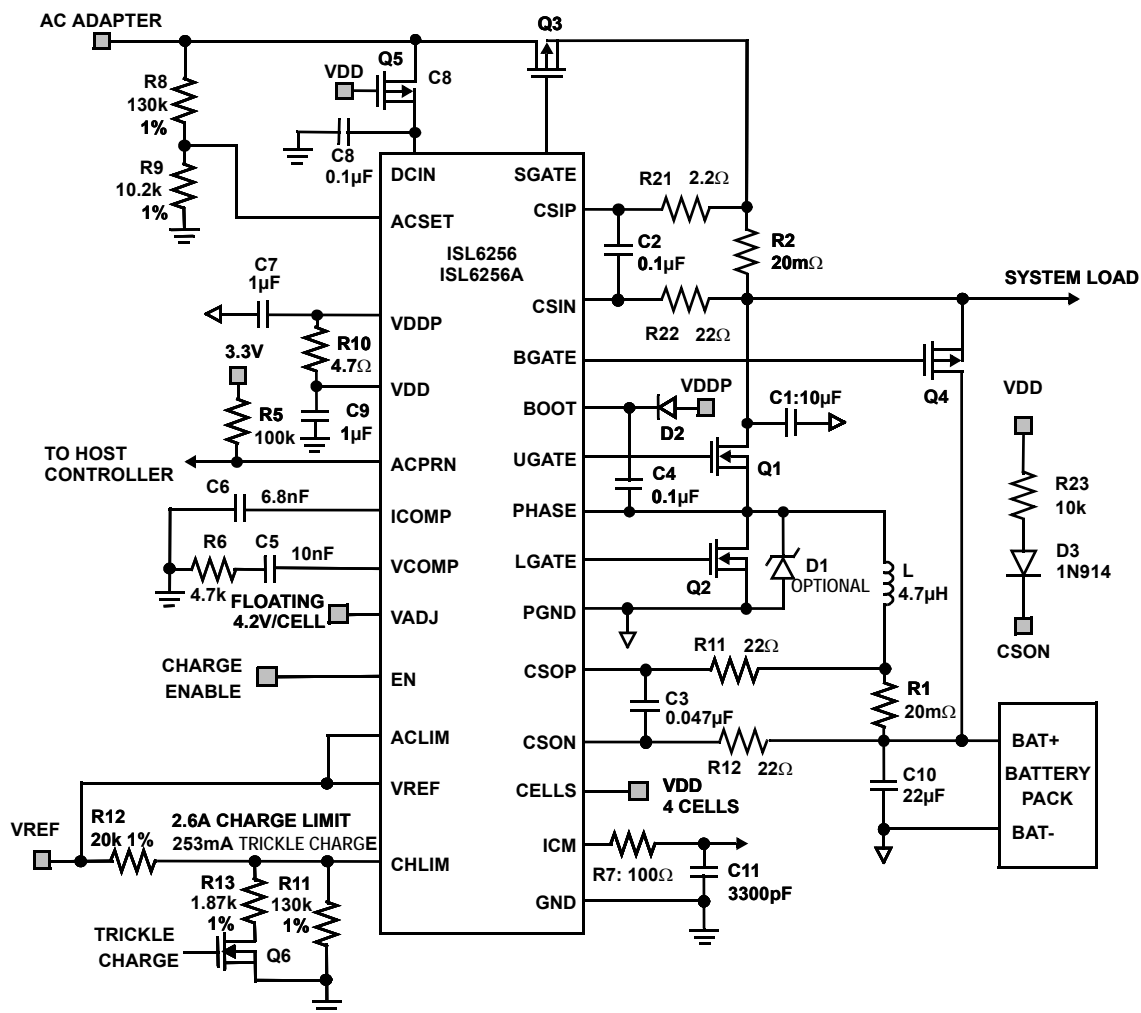 AC ADAPTER
Q3
Q5
VDD
C8
R8
130k
1%
C8
0.1µF
R9
10.2k
1%
DCIN
SGATE
R21 2.2Ω
CSIP
ACSET
ISL6256
ISL6256A
C2
0.1µF
R2
20mΩ
C7
1µF
SYSTEM LOAD
CSIN
R22 22Ω
VDDP
R10
4.7Ω
3.3V
BGATE
VDD
Q4
VDDP
C1:10µF
VDD
BOOT
D2
R5
100k
C9
1µF
TO HOST
CONTROLLER
ACPRN
UGATE
Q1
C4
0.1µF
R23
10k
C6
6.8nF
ICOMP
PHASE
R6
C5
10nF
4.7k
VCOMP
LGATE
Q2
D1
OPTIONAL
D3
1N914
L
4.7µH
FLOATING
4.2V/CELL
VADJ
PGND
CSON
R11 22Ω
CHARGE
ENABLE
EN
CSOP
R1
20mΩ
C3
0.047µF
ACLIM
CSON
R12 22Ω
BAT+
BATTERY
PACK
BAT-
C10
22µF
VREF
CELLS
VDD
4 CELLS
VREF
R12
20k 1%
2.6A CHARGE LIMIT
253mA TRICKLE CHARGE
CHLIM
ICM
R7: 100Ω
C11
3300pF
R13
1.87k
1%
R11
130k
1%
GND
TRICKLE
CHARGE
Q6